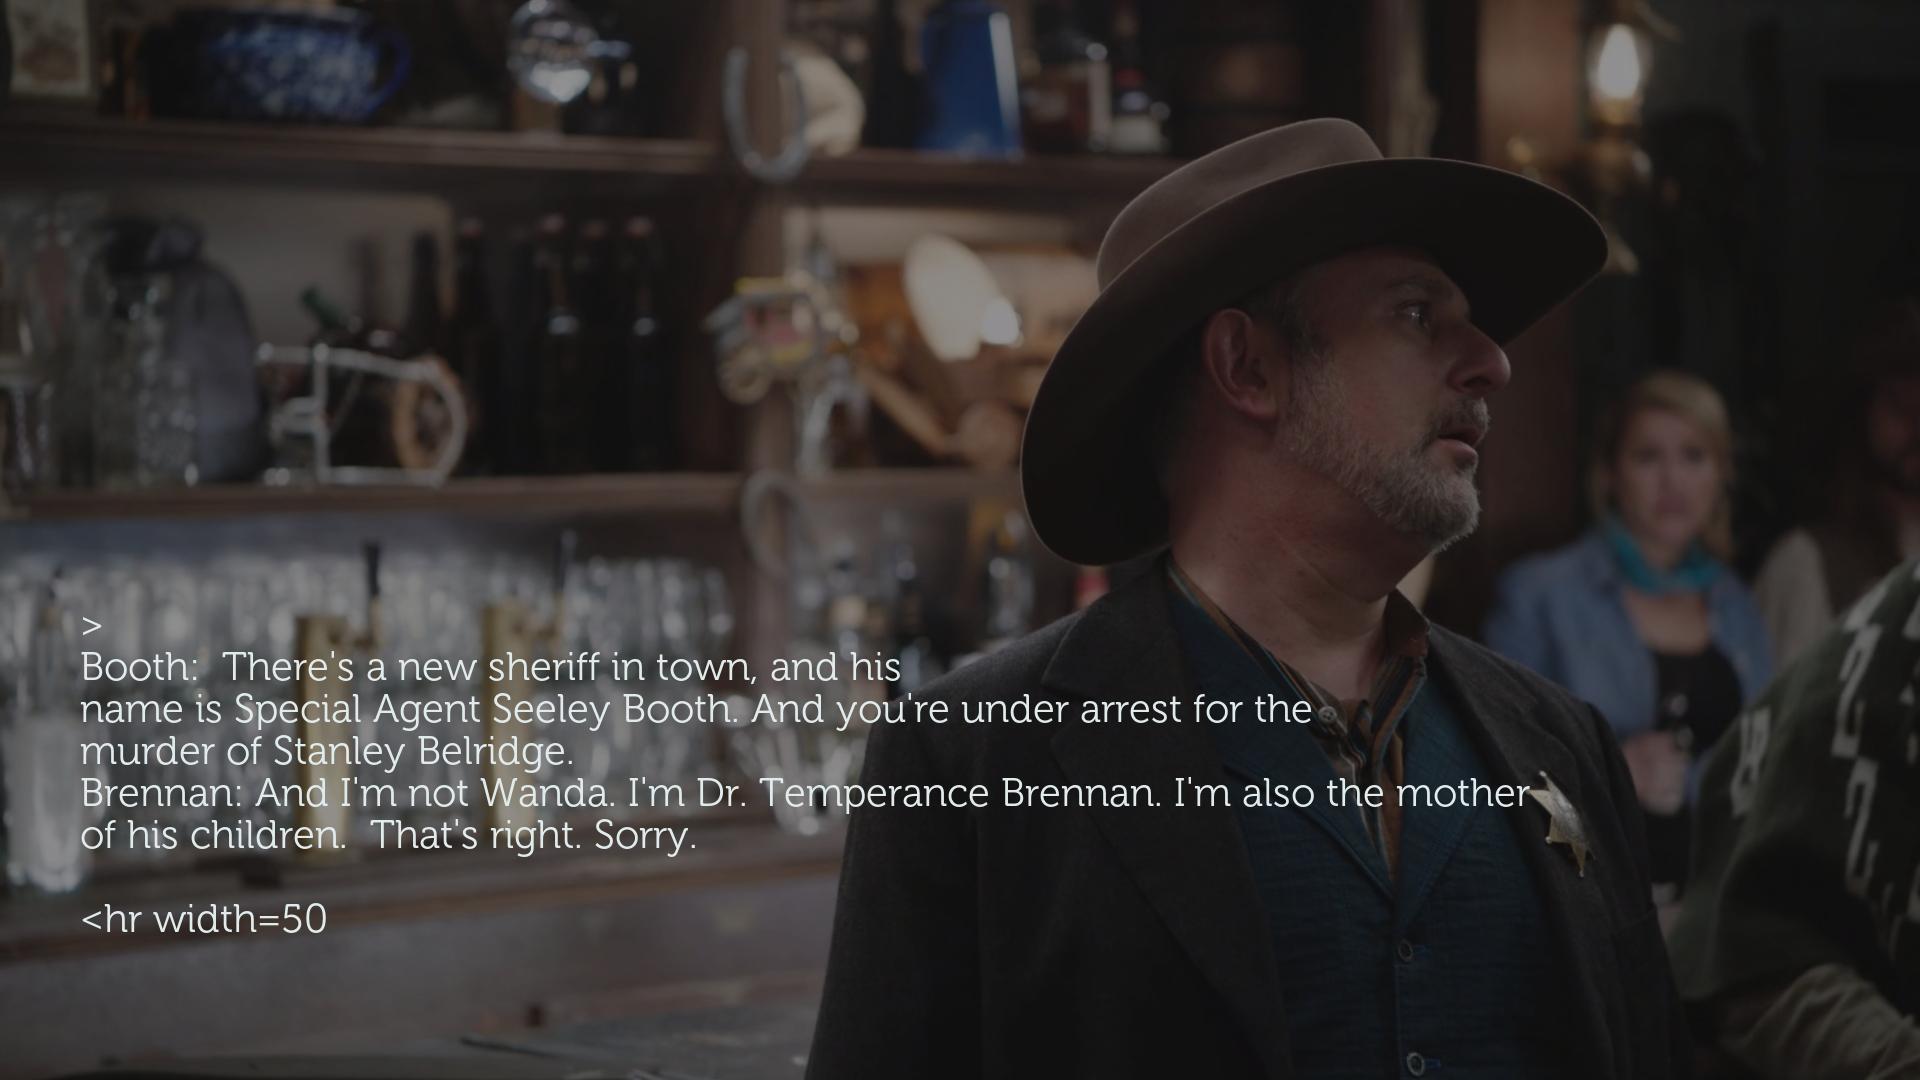 >
Booth:  There's a new sheriff in town, and his
name is Special Agent Seeley Booth. And you're under arrest for the
murder of Stanley Belridge.
Brennan: And I'm not Wanda. I'm Dr. Temperance Brennan. I'm also the mother
of his children.  That's right. Sorry.
<hr width=50